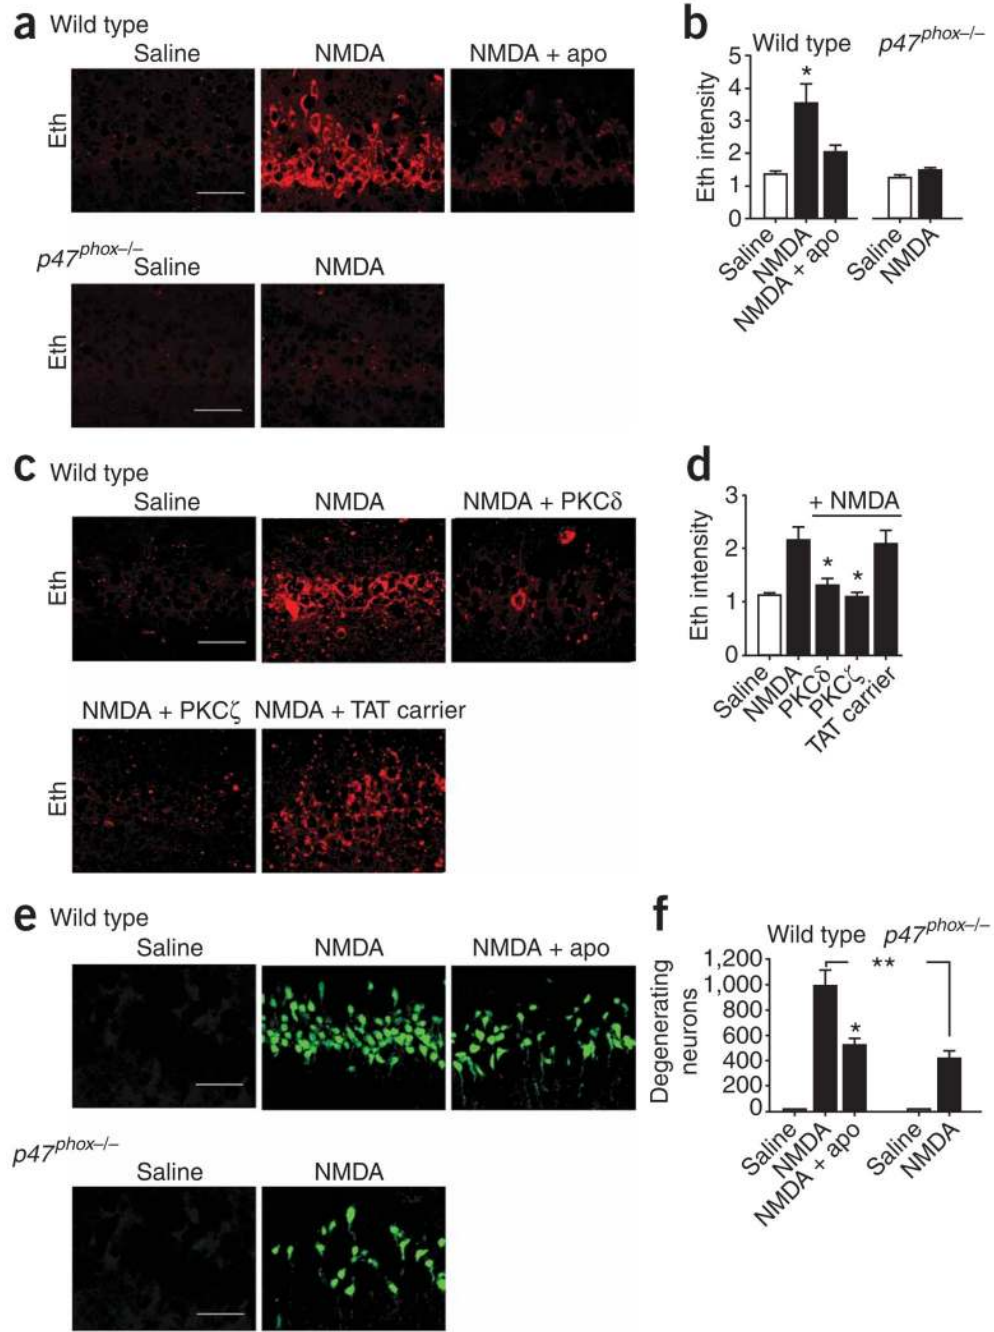 a Wild type
Saline NMDA NMDA + apo
Eth
p47phox–/–
Saline NMDA
Eth
b Wild type p47phox–/–
Eth intensity
5
4
3
2
1
0
*
Saline
NMDA
NMDA + apo
Saline
NMDA
c Wild type
Saline NMDA NMDA + PKCδ
Eth
NMDA + PKCζ NMDA + TAT carrier
Eth
d
+ NMDA
Eth intensity
3
2
1
0
* *
Saline
NMDA
PKCδ
PKCζ
TAT carrier
e Wild type
Saline NMDA NMDA + apo
p47phox–/–
Saline NMDA
f Wild type p47phox–/–
Degenerating
neurons
1,200
1,000
800
600
400
200
0
**
*
Saline
NMDA
NMDA + apo
Saline
NMDA